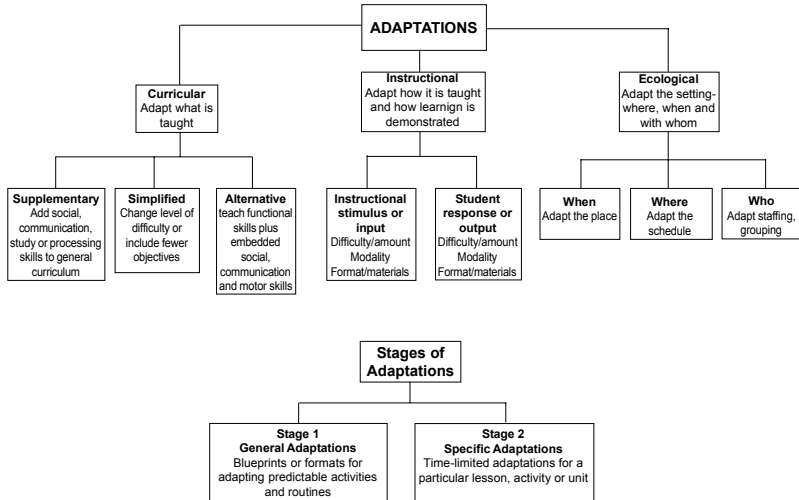 ADAPTATIONS
Curricular
Adapt what is
taught
Instructional
Adapt how it is taught
and how learnign is
demonstrated
Ecological
Adapt the setting-
where, when and
with whom
Supplementary
Add social,
communication,
study or processing
skills to general
curriculum
Simplified
Change level of
difficulty or
include fewer
objectives
Alternative
teach functional
skills plus
embedded
social,
communication
and motor skills
Instructional
stimulus or
input
Difficulty/amount
Modality
Format/materials
Student
response or
output
Difficulty/amount
Modality
Format/materials
When
Adapt the place
Where
Adapt the
schedule
Who
Adapt staffing,
grouping
Stages of
Adaptations
Stage 1
General Adaptations
Blueprints or formats for
adapting predictable activities
and routines
Stage 2
Specific Adaptations
Time-limited adaptations for a
particular lesson, activity or unit